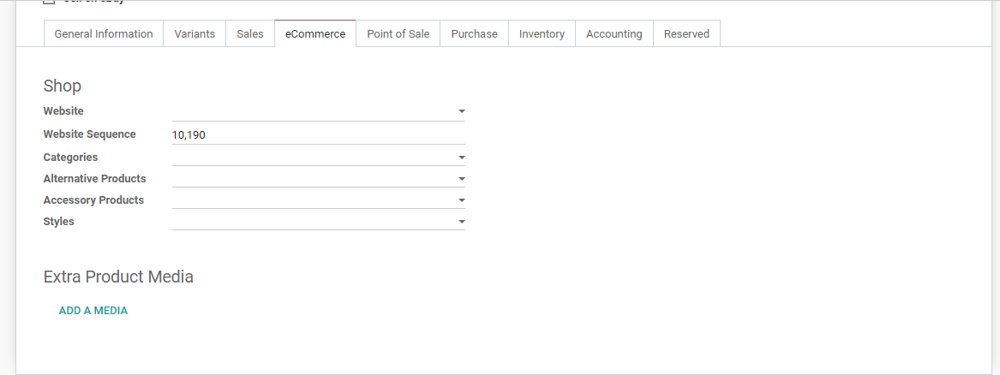 General Information Variants Sales eCommerce Point of Sale Purchase Inventory Accounting Reserved
Shop
Website
Website Sequence 10,190
Categories
Alternative Products
Accessory Products
Styles
Extra Product Media
ADD A MEDIA